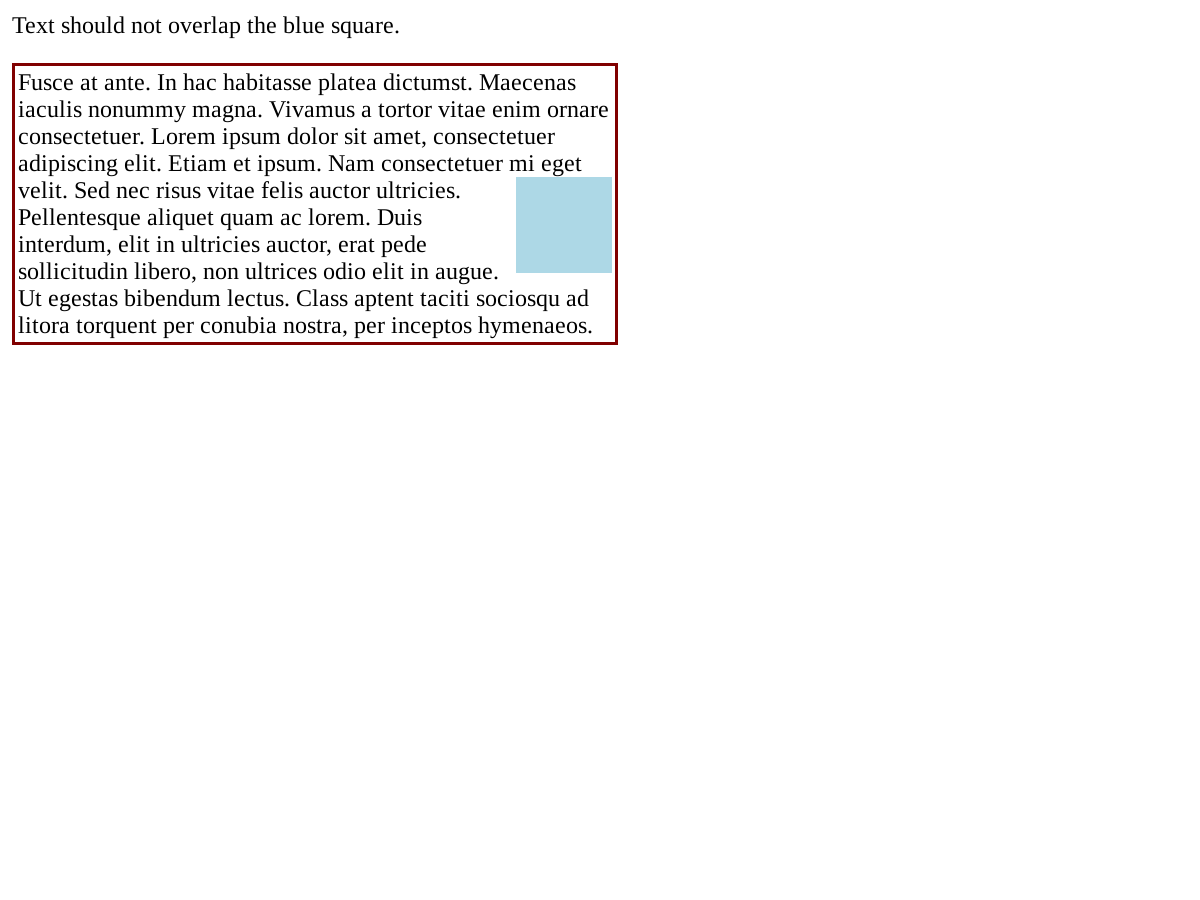 Text should not overlap the blue square.
Fusce at ante. In hac habitasse platea dictumst. Maecenas
iaculis nonummy magna. Vivamus a tortor vitae enim ornare
consectetuer. Lorem ipsum dolor sit amet, consectetuer
adipiscing elit. Etiam et ipsum. Nam consectetuer mi eget
velit. Sed nec risus vitae felis auctor ultricies.
Pellentesque aliquet quam ac lorem. Duis
interdum, elit in ultricies auctor, erat pede
sollicitudin libero, non ultrices odio elit in augue.
Ut egestas bibendum lectus. Class aptent taciti sociosqu ad
litora torquent per conubia nostra, per inceptos hymenaeos.